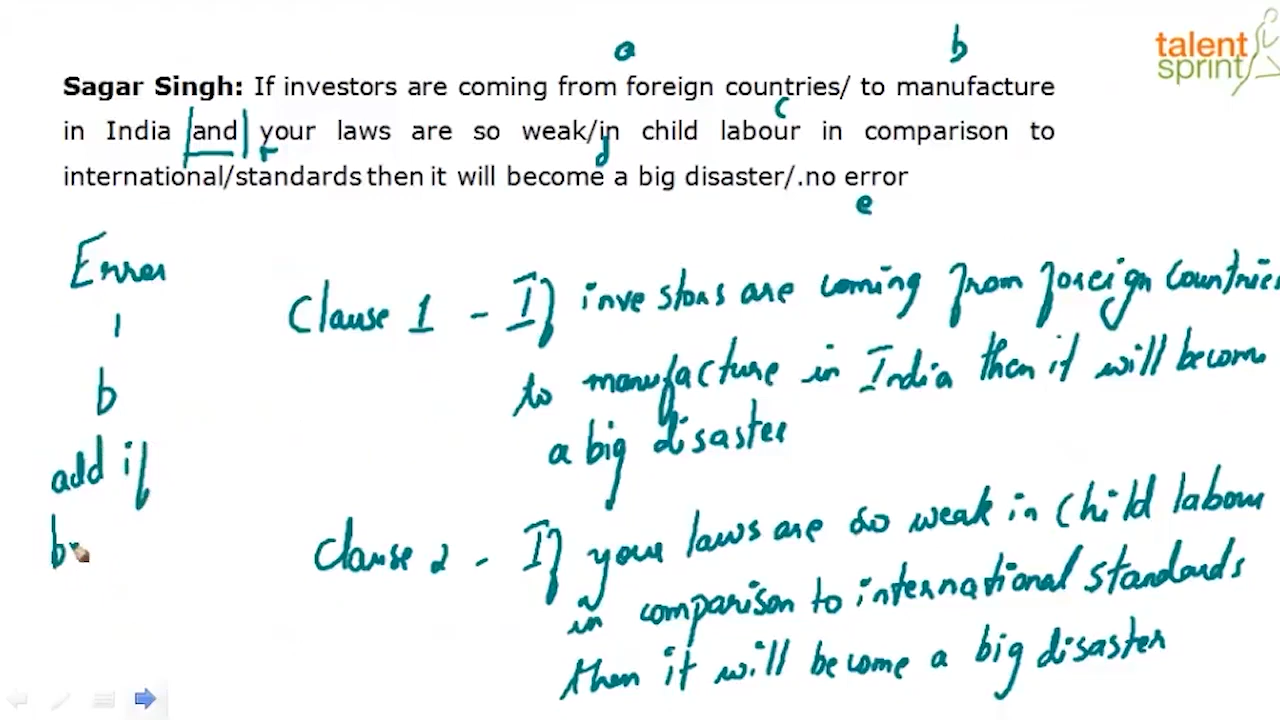 a b
talent
sprint
Sagar Singh: If investors are coming from foreign countries/ to manufacture
c
in India and your laws are so weak/in child labour in comparison to
d
international/standards then it will become a big disaster/.no error
e
Error
1
b
add if
Clause 1 - If investors are coming from foreign countries
to manufacture in India then it will become
a big disaster
Clause 2 - If your laws are so weak in child labour
in comparison to international standards
then it will become a big disaster